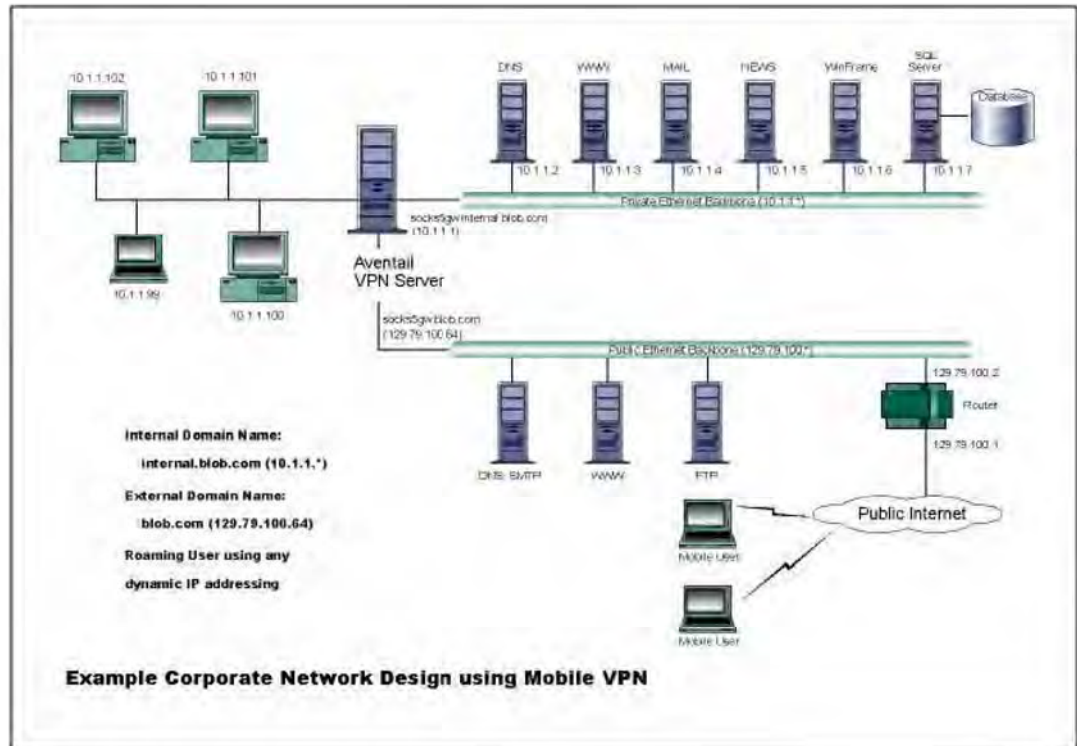 10.1.1.102
10.1.1.101
DNS
WWW
MAIL
NEWS
WinFrame
SQL
Server
Database
10.1.1.2
10.1.1.3
10.1.1.4
10.1.1.5
10.1.1.6
10.1.1.7
Private Ethernet Backbone (10.1.1.*)
socks5gw.internal.blob.com
(10.1.1.1)
Aventail
VPN Server
10.1.1.99
10.1.1.100
socks5gw.blob.com
(129.79.100.64)
Public Ethernet Backbone (129.79.100.*)
129.79.100.2
Router
129.79.100.1
DNS, SMTP
WWW
FTP
Public Internet
Mobile User
Mobile User
Internal Domain Name:
internal.blob.com (10.1.1.*)
External Domain Name:
blob.com (129.79.100.64)
Roaming User using any
dynamic IP addressing
Example Corporate Network Design using Mobile VPN